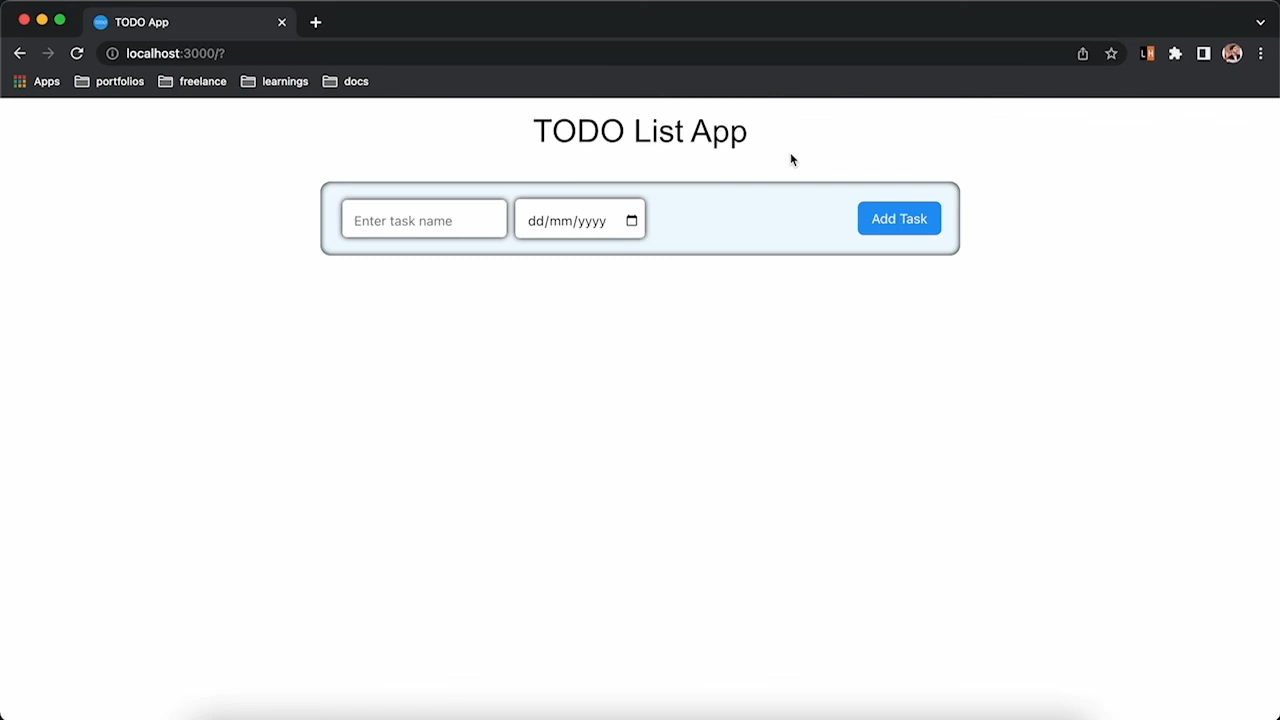 TODO App
localhost:3000/?
Apps portfolios freelance learnings docs
TODO List App
Enter task name dd/mm/yyyy Add Task